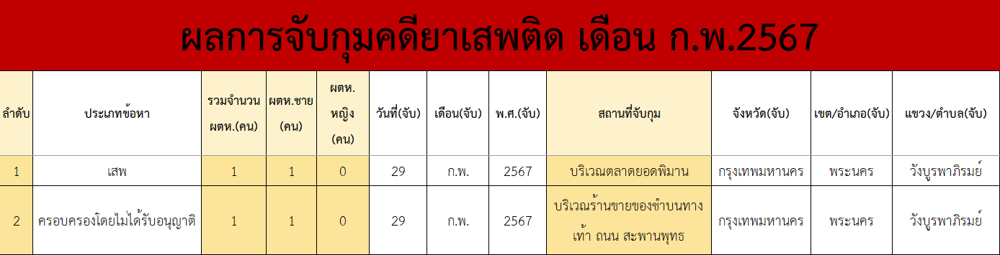 ผลการจับกุมคดียาเสพติด เดือน ก.พ.2567
ลำดับ ประเภทข้อหา รวมจำนวน ผตห.(คน) ผตห.ชาย (คน) ผตห. หญิง (คน) วันที่(จับ) เดือน(จับ) พ.ศ.(จับ) สถานที่จับกุม จังหวัด(จับ) เขต/อำเภอ(จับ) แขวง/ตำบล(จับ)
1 เสพ 1 1 0 29 ก.พ. 2567 บริเวณตลาดยอดพิมาน กรุงเทพมหานคร พระนคร วังบูรพาภิรมย์
2 ครอบครองโดยไม่ได้รับอนุญาติ 1 1 0 29 ก.พ. 2567 บริเวณร้านขายของชำบนทาง เท้า ถนน สะพานพุทธ กรุงเทพมหานคร พระนคร วังบูรพาภิรมย์